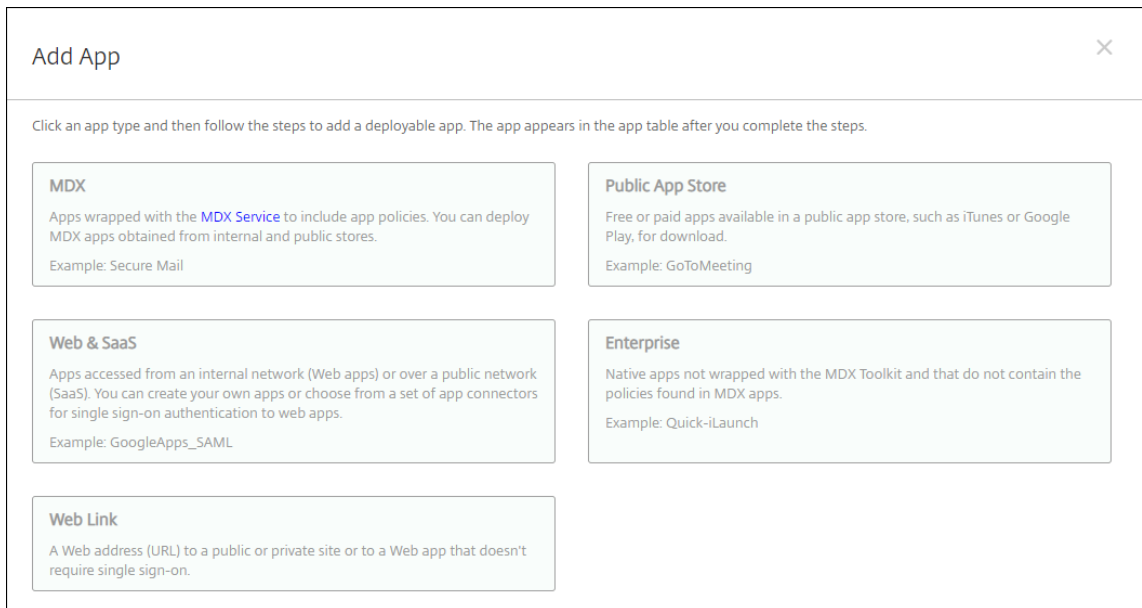 Add App
Click an app type and then follow the steps to add a deployable app. The app appears in the app table after you complete the steps.
MDX
Apps wrapped with the MDX Service to include app policies. You can deploy
MDX apps obtained from internal and public stores.
Example: Secure Mail
Public App Store
Free or paid apps available in a public app store, such as iTunes or Google
Play, for download.
Example: GoToMeeting
Web & SaaS
Apps accessed from an internal network (Web apps) or over a public network
(SaaS). You can create your own apps or choose from a set of app connectors
for single sign-on authentication to web apps.
Example: GoogleApps_SAML
Enterprise
Native apps not wrapped with the MDX Toolkit and that do not contain the
policies found in MDX apps.
Example: Quick-iLaunch
Web Link
A Web address (URL) to a public or private site or to a Web app that doesn't
require single sign-on.